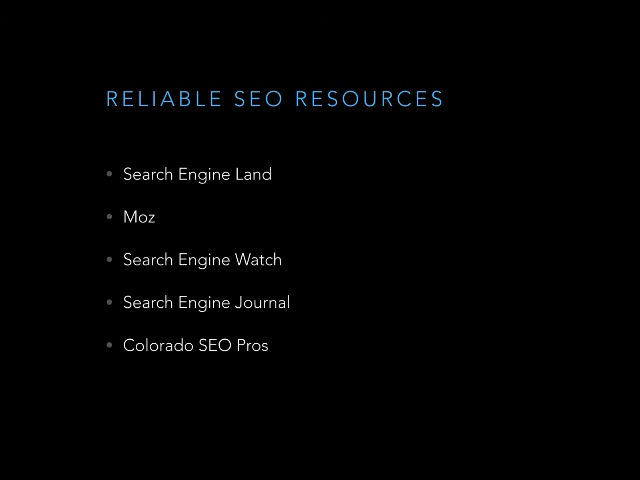 RELIABLE SEO RESOURCES
• Search Engine Land
• Moz
• Search Engine Watch
• Search Engine Journal
• Colorado SEO Pros